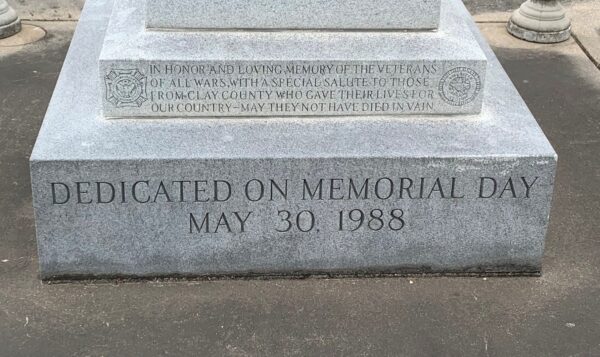 IN HONOR AND LOVING MEMORY OF THE VETERANS
OF ALL WARS, WITH A SPECIAL SALUTE TO THOSE
FROM CLAY COUNTY WHO GAVE THEIR LIVES FOR
OUR COUNTRY—MAY THEY NOT HAVE DIED IN VAIN
DEDICATED ON MEMORIAL DAY
MAY 30, 1988